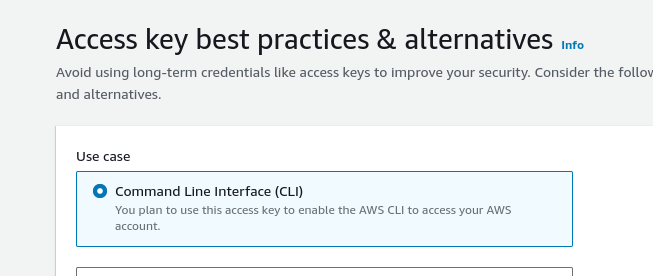 Access key best practices & alternatives Info
Avoid using long-term credentials like access keys to improve your security. Consider the
and alternatives.
Use case
Command Line Interface (CLI)
You plan to use this access key to enable the AWS CLI to access your AWS
account.